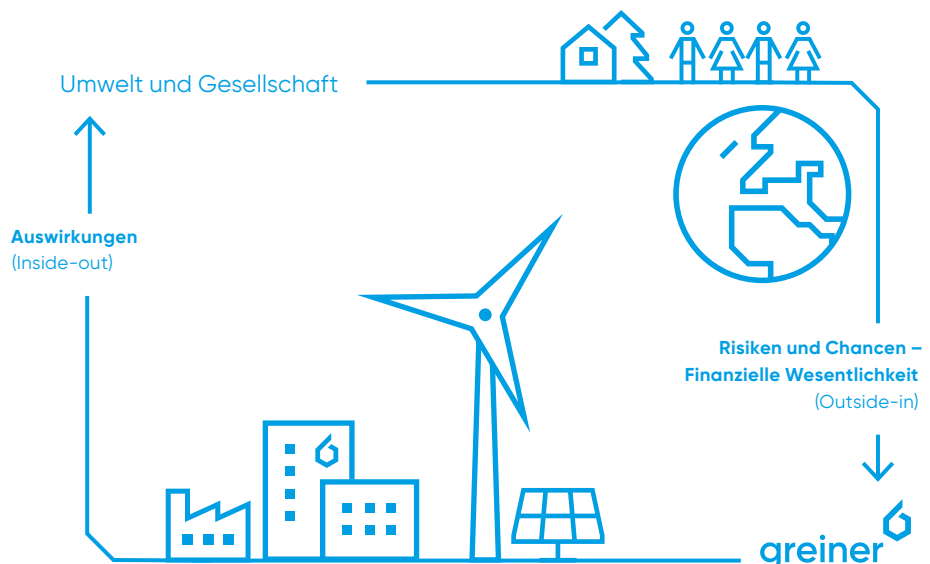 Umwelt und Gesellschaft
Auswirkungen
(Inside-out)
Risiken und Chancen –
Finanzielle Wesentlichkeit
(Outside-in)
greiner